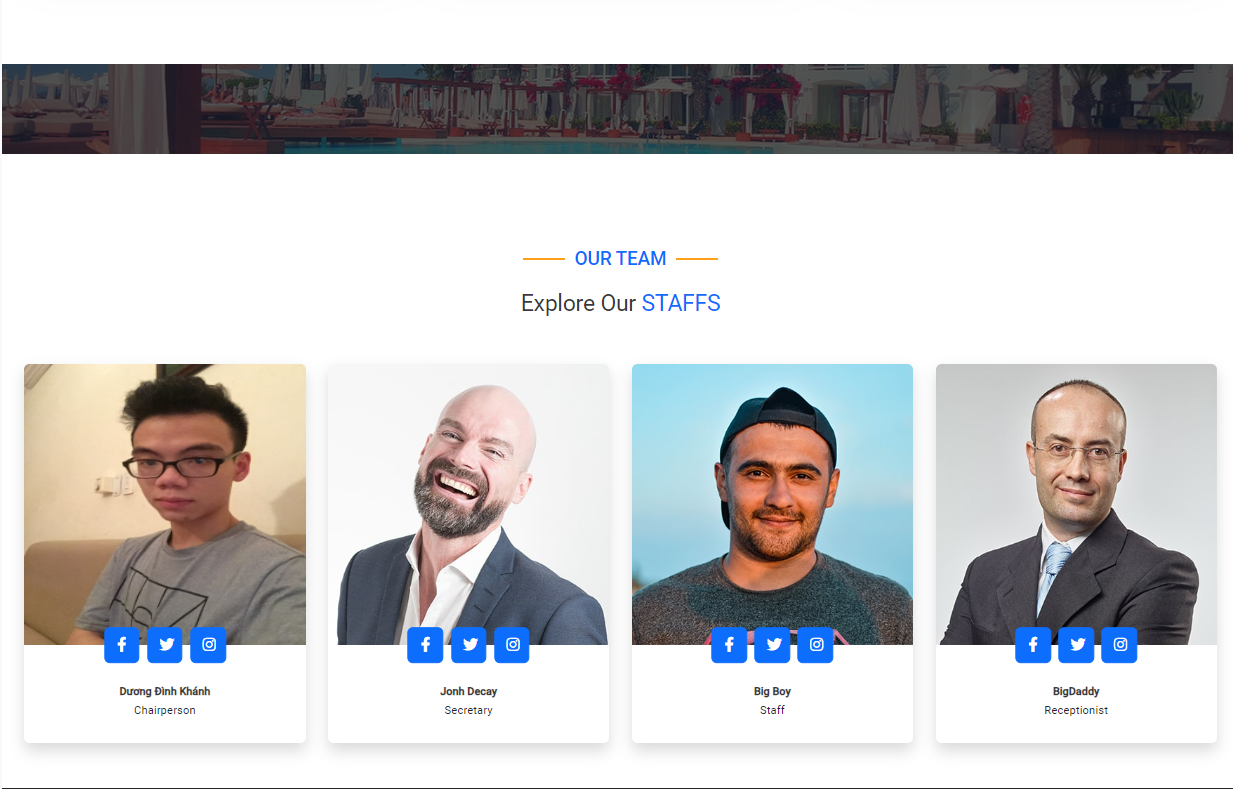 OUR TEAM
Explore Our STAFFS
Dương Đình Khánh
Chairperson
Jonh Decay
Secretary
Big Boy
Staff
BigDaddy
Receptionist